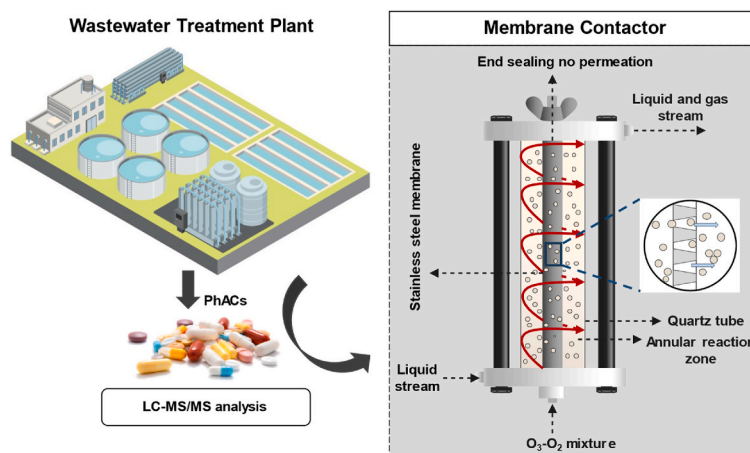 Wastewater Treatment Plant
PhACs
LC-MS/MS analysis
Membrane Contactor
End sealing no permeation
Liquid and gas
stream
Stainless steel membrane
Quartz tube
Annular reaction
zone
Liquid
stream
O₃-O₂ mixture